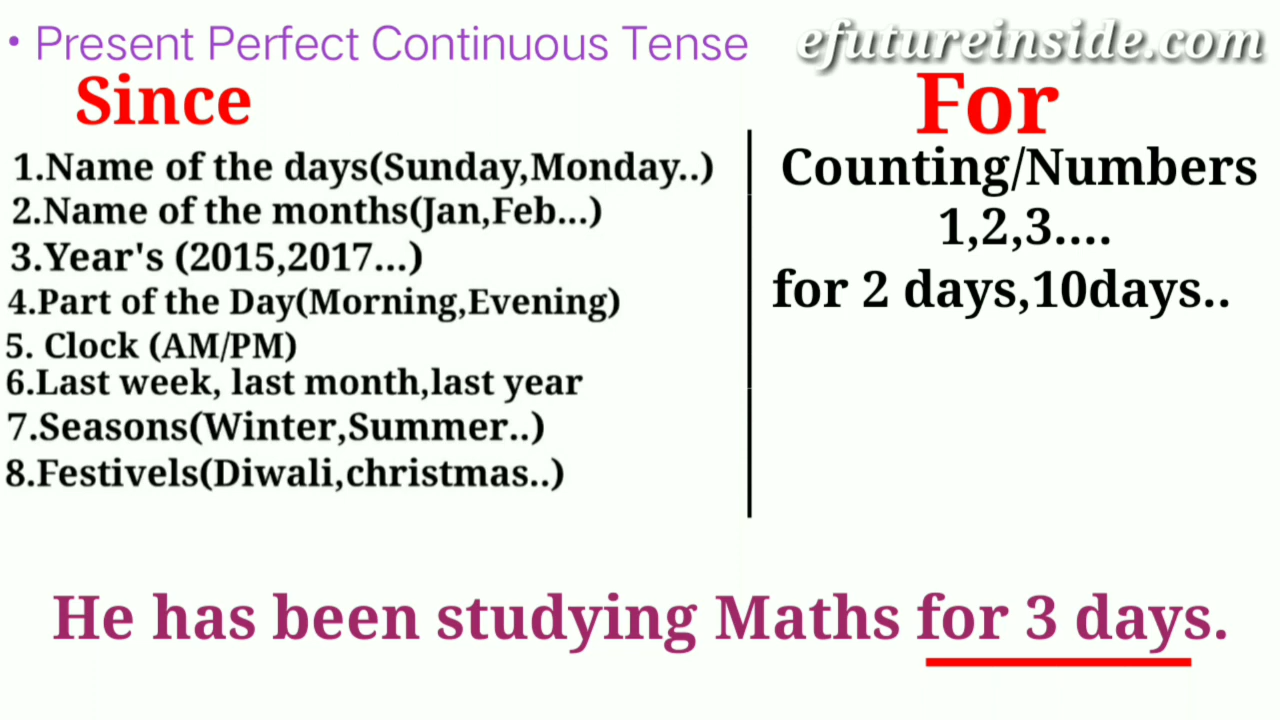 • Present Perfect Continuous Tense
efutureinside.com
Since
1.Name of the days(Sunday,Monday..)
2.Name of the months(Jan,Feb...)
3.Year's (2015,2017...)
4.Part of the Day(Morning,Evening)
5. Clock (AM/PM)
6.Last week, last month,last year
7.Seasons(Winter,Summer..)
8.Festivels(Diwali,christmas..)
For
Counting/Numbers
1,2,3....
for 2 days,10days..
He has been studying Maths for 3 days.